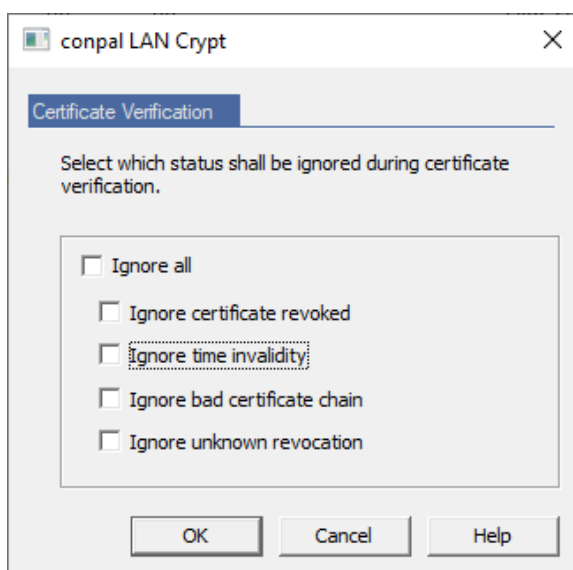 conpal LAN Crypt
Certificate Verification
Select which status shall be ignored during certificate
verification.
Ignore all
Ignore certificate revoked
Ignore time invalidity
Ignore bad certificate chain
Ignore unknown revocation
OK Cancel Help